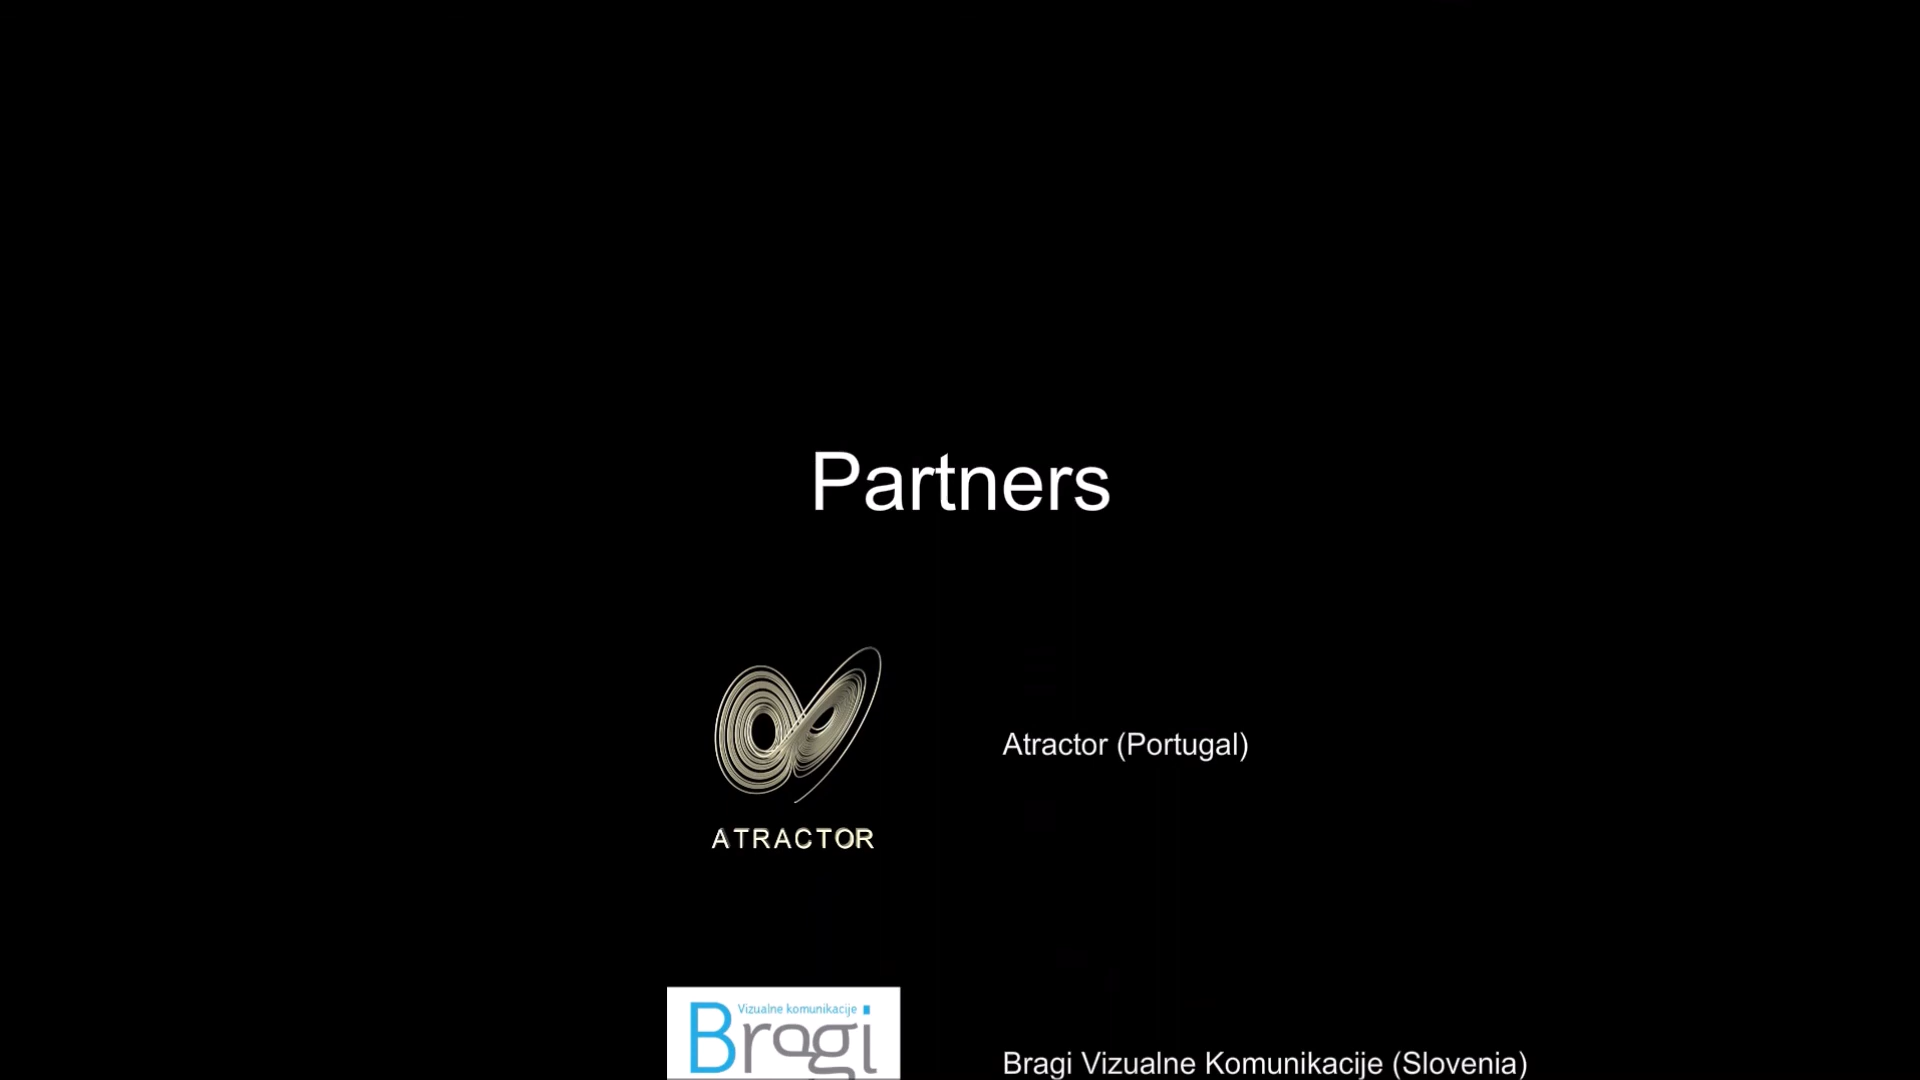 Partners
Atractor (Portugal)
ATRACTOR
Vizualne komunikacije
Bragi
Bragi Vizualne Komunikacije (Slovenia)